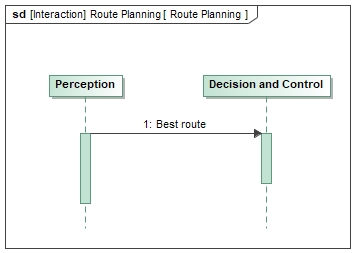 sd [Interaction] Route Planning [ Route Planning ]
Perception
Decision and Control
1: Best route